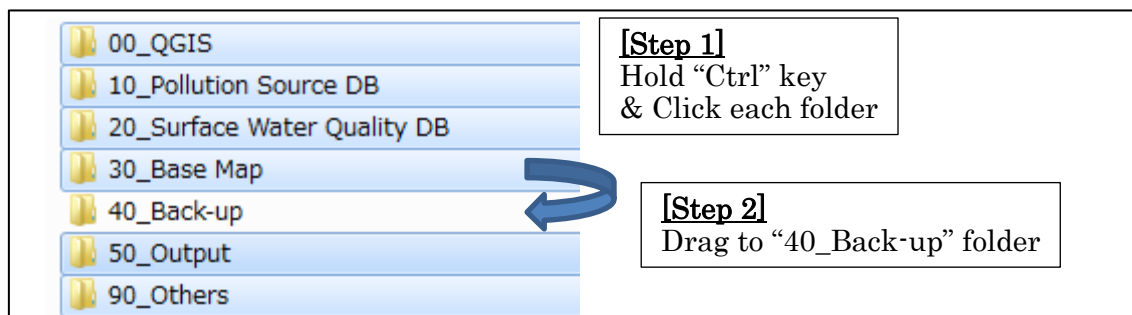 00_QGIS
10_Pollution Source DB
20_Surface Water Quality DB
30_Base Map
40_Back-up
50_Output
90_Others
[Step 1]
Hold “Ctrl” key
& Click each folder
[Step 2]
Drag to “40_Back-up” folder